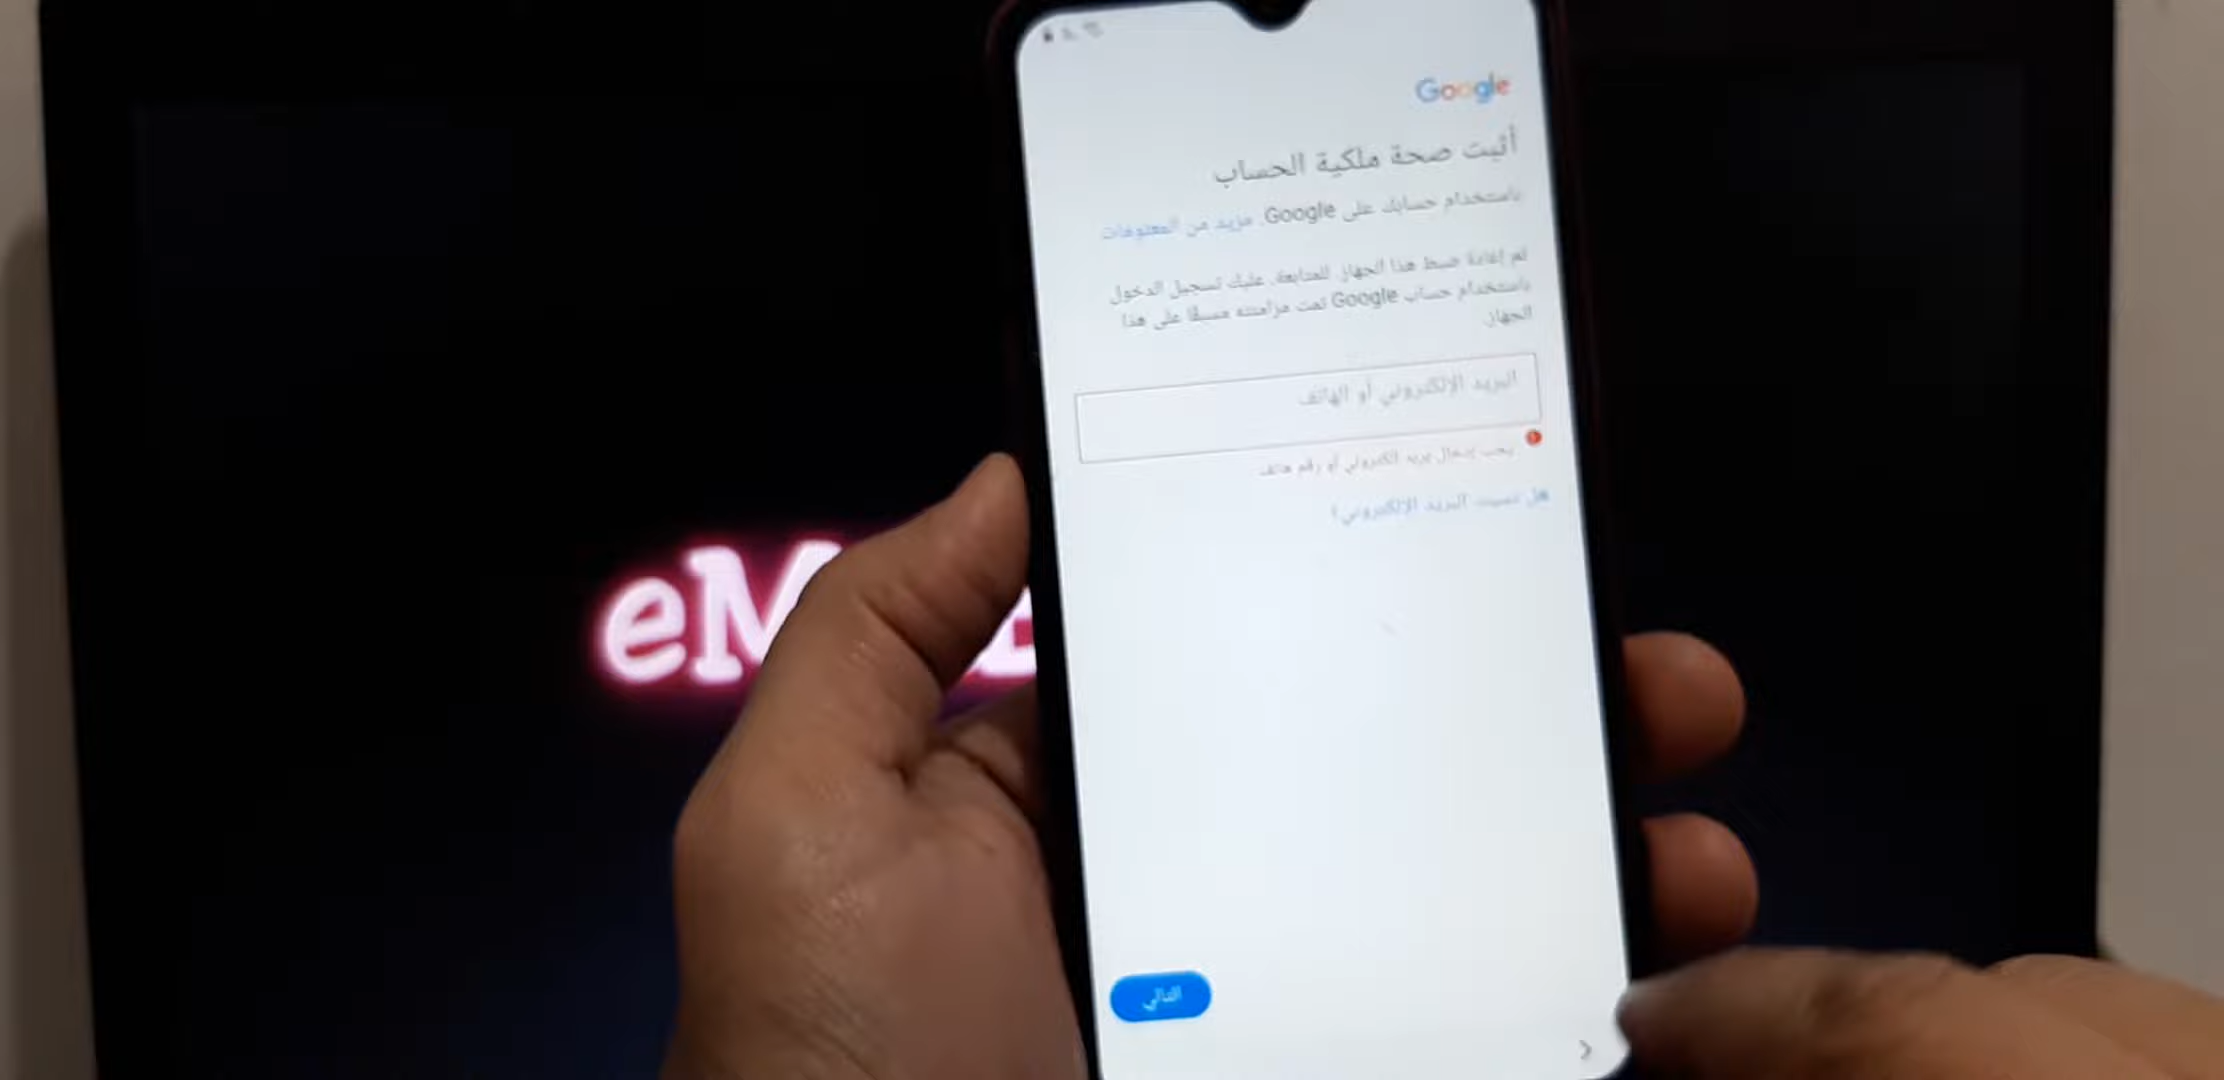 Google
أثبت صحة ملكية الحساب
باستخدام حسابك على Google. مزيد من المعلومات
تم إعادة ضبط هذا الجهاز. للمتابعة، عليك تسجيل الدخول
باستخدام حساب Google تمت مزامنته مسبقًا على هذا
الجهاز.
البريد الإلكتروني أو الهاتف
يجب إدخال بريد الكتروني أو رقم هاتف
هل نسيت البريد الإلكتروني؟
eM
التالي